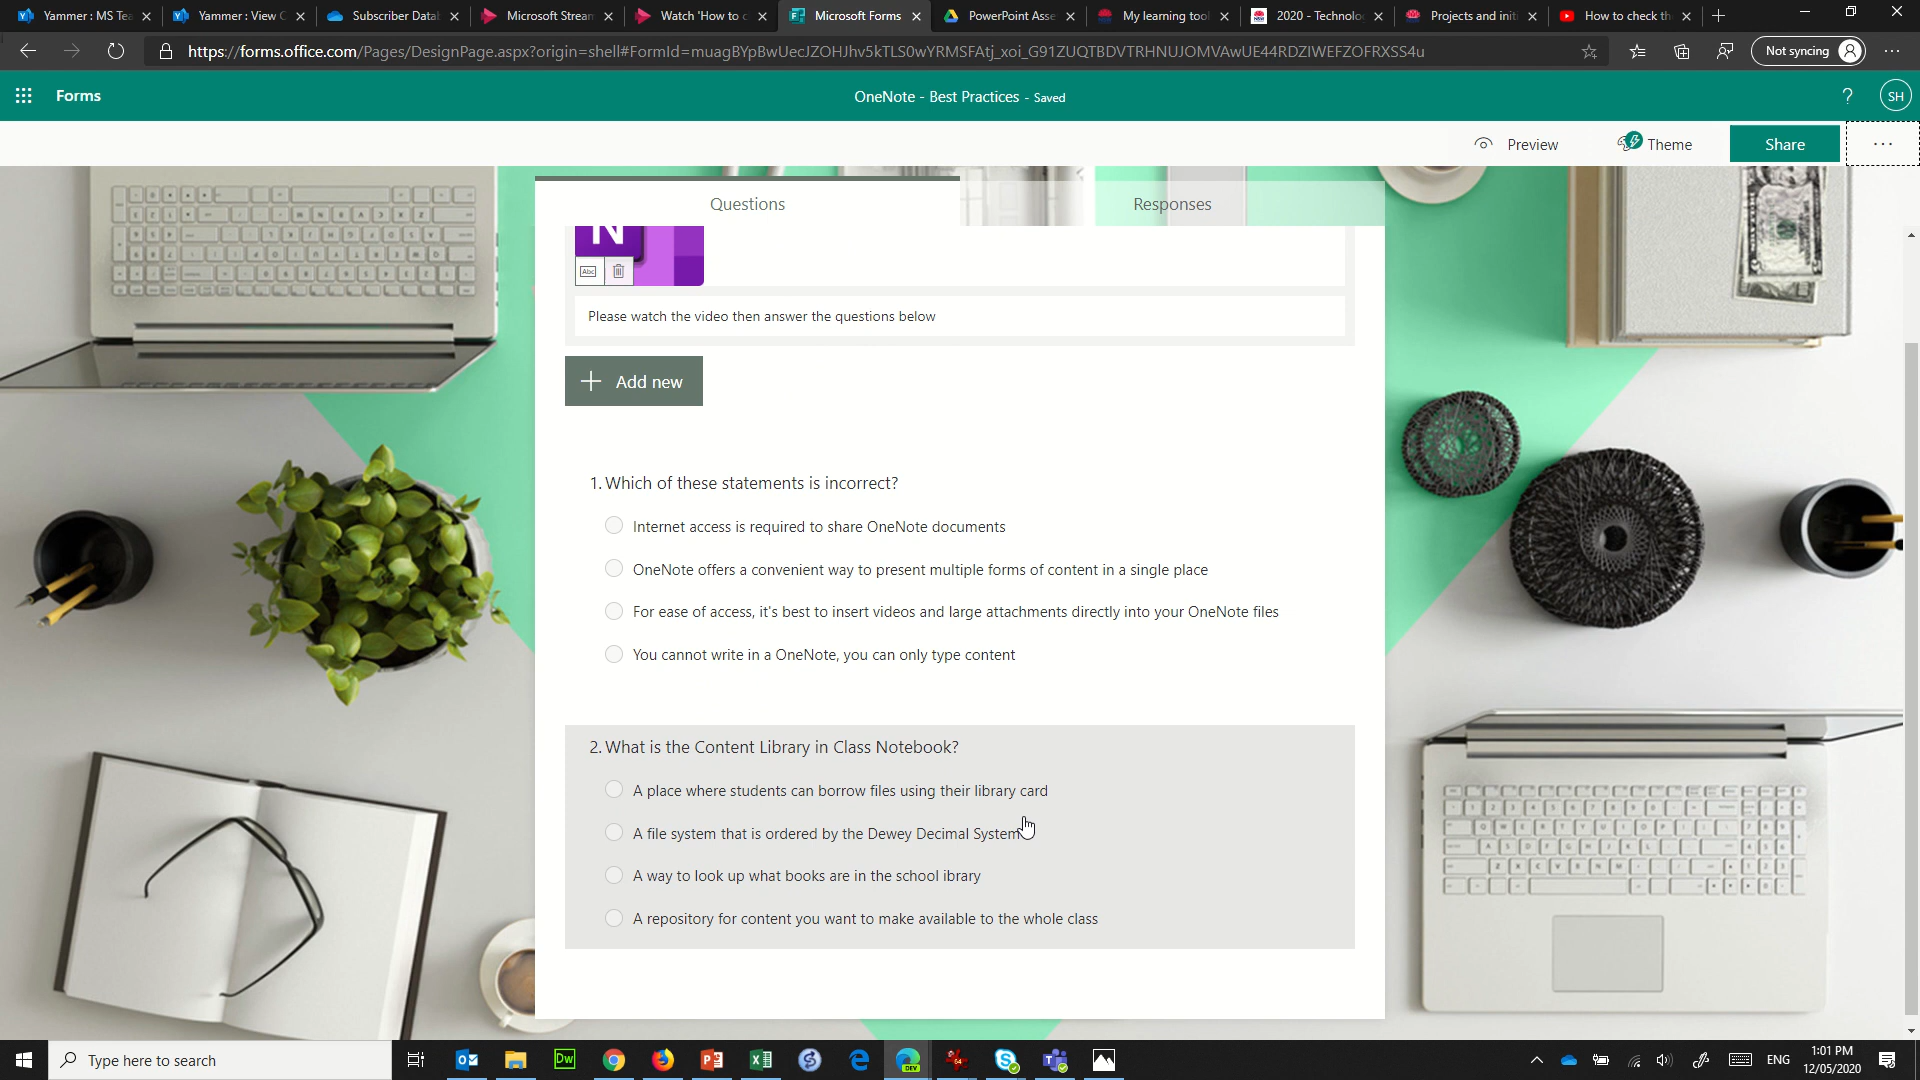 Yammer : MS Tea
Yammer : View C
Subscriber Datab
Microsoft Stream
Watch 'How to c
Microsoft Forms
PowerPoint Asse
My learning tool
2020 - Technolo
Projects and initi
How to check th
https://forms.office.com/Pages/DesignPage.aspx?origin=shell#FormId=muagBYpBwUecJZOHJhv5kTLS0wYRMSFAtj_xoi_G91ZUQTBDVTRHNUJOMVAwUE44RDZIWEFZOFRXSS4u
Not syncing
Forms
OneNote - Best Practices - Saved
?
SH
Preview
Theme
Share
Questions
Responses
N
Abc
Please watch the video then answer the questions below
Add new
1. Which of these statements is incorrect?
Internet access is required to share OneNote documents
OneNote offers a convenient way to present multiple forms of content in a single place
For ease of access, it's best to insert videos and large attachments directly into your OneNote files
You cannot write in a OneNote, you can only type content
2. What is the Content Library in Class Notebook?
A place where students can borrow files using their library card
A file system that is ordered by the Dewey Decimal System
A way to look up what books are in the school ibrary
A repository for content you want to make available to the whole class
Type here to search
Dw
DEV
ENG
1:01 PM
12/05/2020